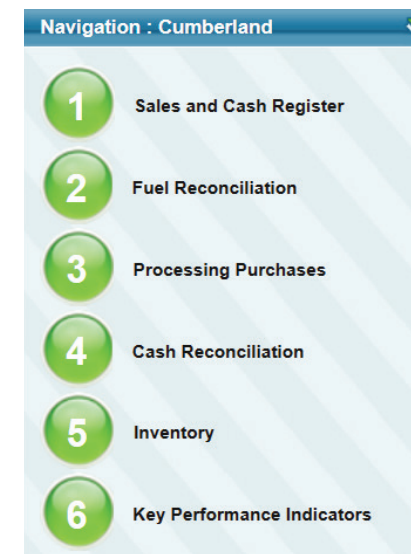 Navigation : Cumberland
1 Sales and Cash Register
2 Fuel Reconciliation
3 Processing Purchases
4 Cash Reconciliation
5 Inventory
6 Key Performance Indicators